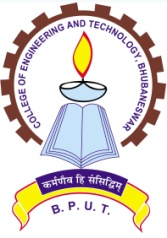 COLLEGE OF ENGINEERING AND TECHNOLOGY, BHUBANESWAR
कर्मणैव हि संसिद्धिम्
B. P. U. T.